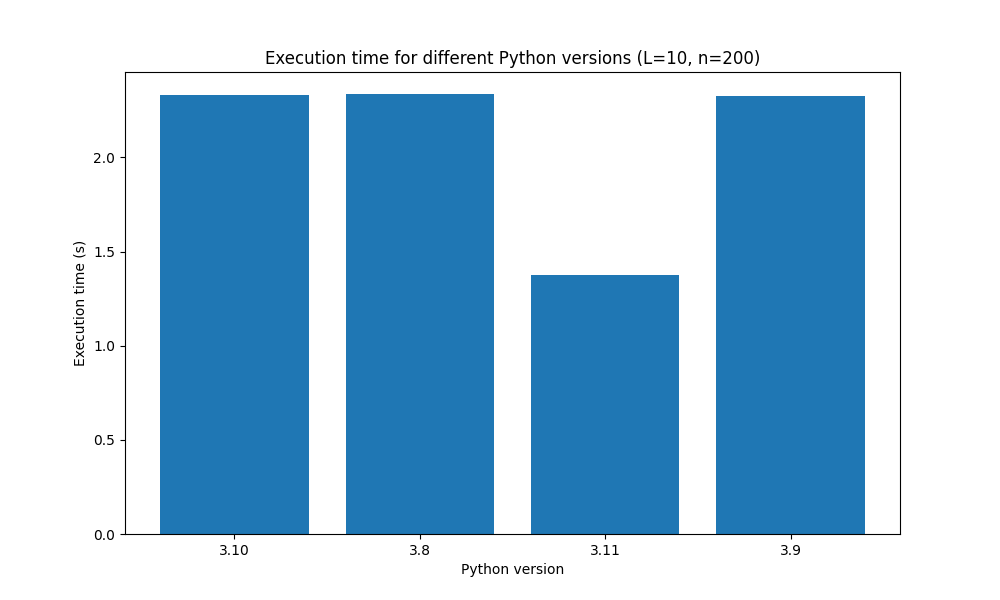 Execution time for different Python versions (L=10, n=200)
Execution time (s)
2.0
1.5
1.0
0.5
0.0
3.10 3.8 3.11 3.9
Python version